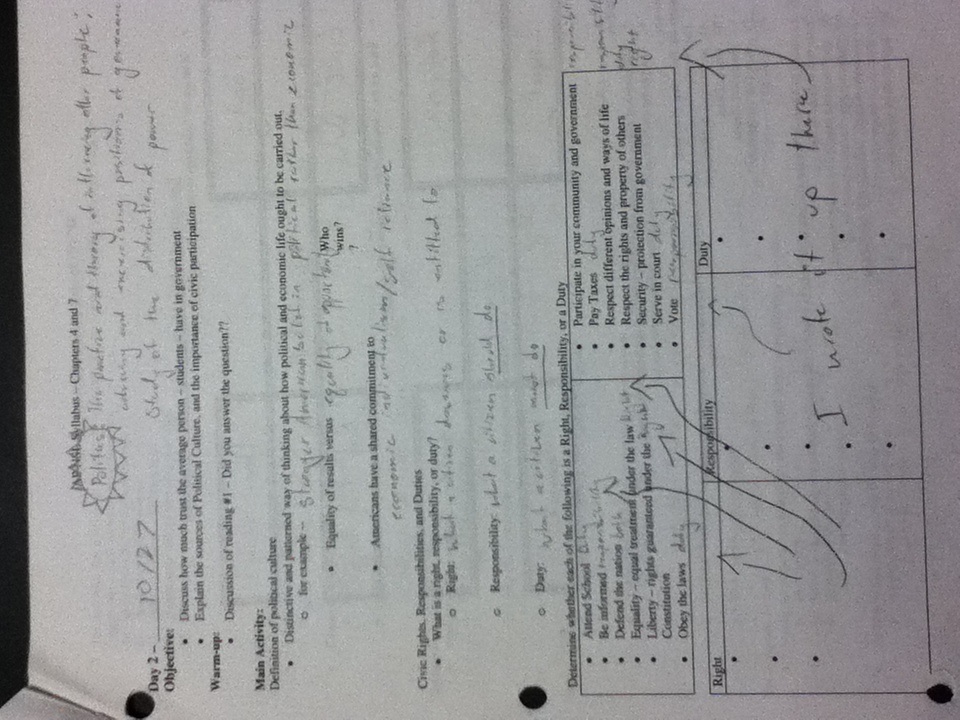 AP NSL Syllabus – Chapters 4 and 7
Politics: The practice and theory of influencing other people;
achieving and exercising positions of governance
Study of the distribution of power
Day 2 – 10/27
Objective:
• Discuss how much trust the average person – students – have in government
• Explain the sources of Political Culture, and the importance of civic participation
Warm-up:
• Discussion of reading #1 – Did you answer the question??
Main Activity:
Definition of political culture
• Distinctive and patterned way of thinking about how political and economic life ought to be carried out.
o for example – stronger American belief in political rather than economic
• Equality of results versus equality of opportunity Who
wins?
?
• Americans have a shared commitment to
economic individualism/self reliance
Civic Rights, Responsibilities, and Duties
• What is a right, responsibility, or duty?
o Right: what a citizen deserves or is entitled to
o Responsibility: what a citizen should do
o Duty: what a citizen must do
Determine whether each of the following is a Right, Responsibility, or a Duty
• Attend School Duty
• Be informed responsibility
• Defend the nation both
• Equality – equal treatment under the law Right
• Liberty – rights guaranteed under the Right
Constitution
• Obey the laws duty
• Participate in your community and government responsibili
• Pay Taxes duty
• Respect different opinions and ways of life responsibili
• Respect the rights and property of others duty
• Security – protection from government right
• Serve in court duty
• Vote Responsibility
Right Responsibility Duty
I wrote it up there